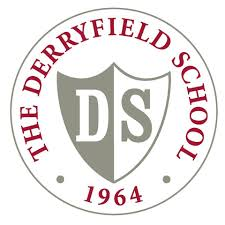 THE DERRYFIELD SCHOOL
DS
1964